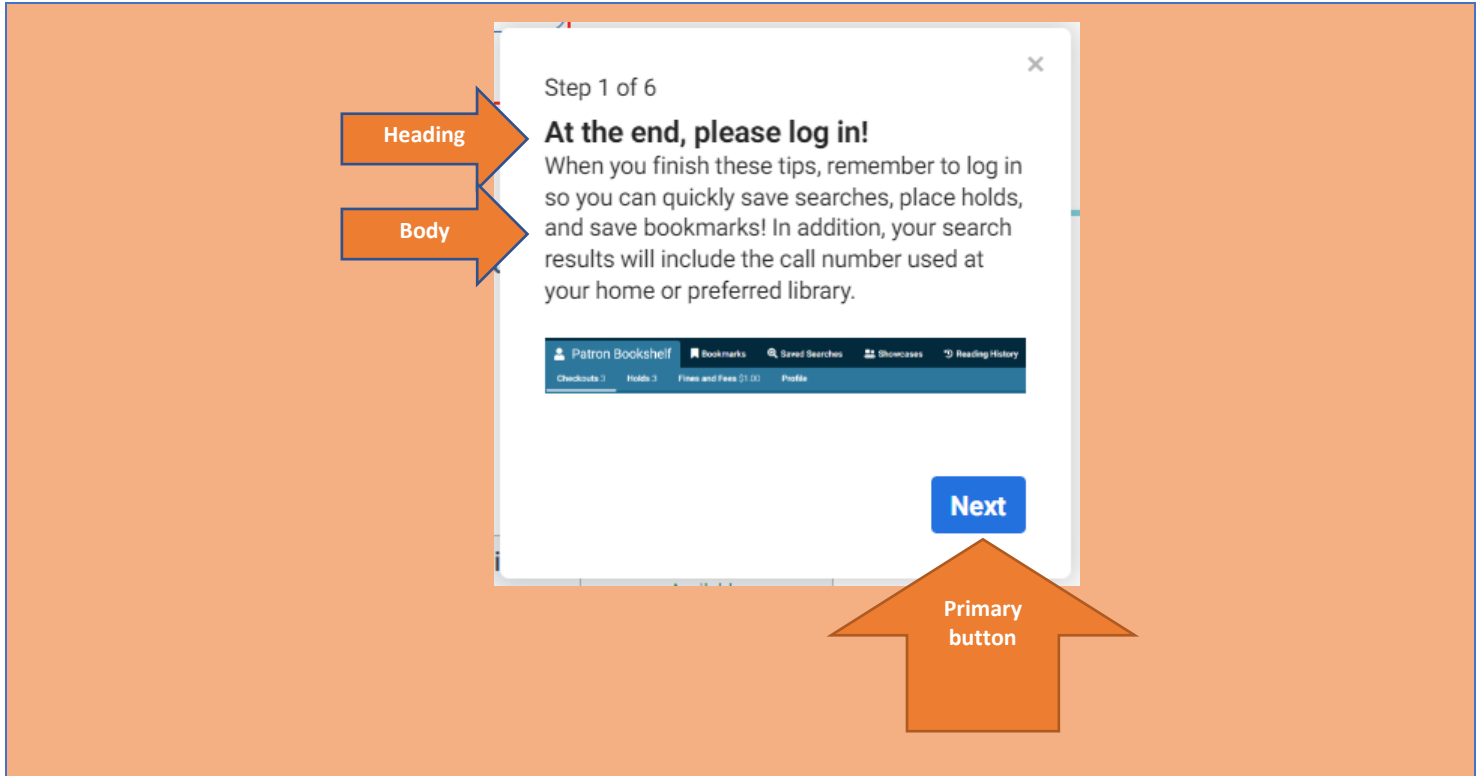 ×
Step 1 of 6
Heading
At the end, please log in!
When you finish these tips, remember to log in
so you can quickly save searches, place holds,
Body
and save bookmarks! In addition, your search
results will include the call number used at
your home or preferred library.
Patron Bookshelf Bookmarks Saved Searches Showcases Reading History
Checkouts 3 Holds 3 Fines and Fees $1.00 Profile
Next
Primary
button